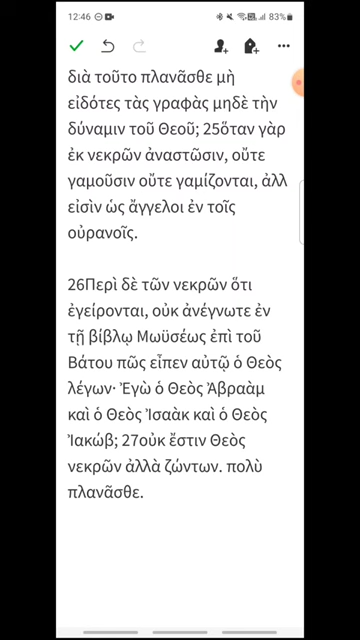 12:46
83%
διὰ τοῦτο πλανᾶσθε μὴ
εἰδότες τὰς γραφὰς μηδὲ τὴν
δύναμιν τοῦ Θεοῦ; 25ὅταν γὰρ
ἐκ νεκρῶν ἀναστῶσιν, οὔτε
γαμοῦσιν οὔτε γαμίζονται, ἀλλ
εἰσὶν ὡς ἄγγελοι ἐν τοῖς
οὐρανοῖς.
26Περὶ δὲ τῶν νεκρῶν ὅτι
ἐγείρονται, οὐκ ἀνέγνωτε ἐν
τῇ βίβλῳ Μωϋσέως ἐπὶ τοῦ
Βάτου πῶς εἶπεν αὐτῷ ὁ Θεὸς
λέγων· Ἐγὼ ὁ Θεὸς Ἀβραὰμ
καὶ ὁ Θεὸς Ἰσαὰκ καὶ ὁ Θεὸς
Ἰακώβ; 27οὐκ ἔστιν Θεὸς
νεκρῶν ἀλλὰ ζώντων. πολὺ
πλανᾶσθε.